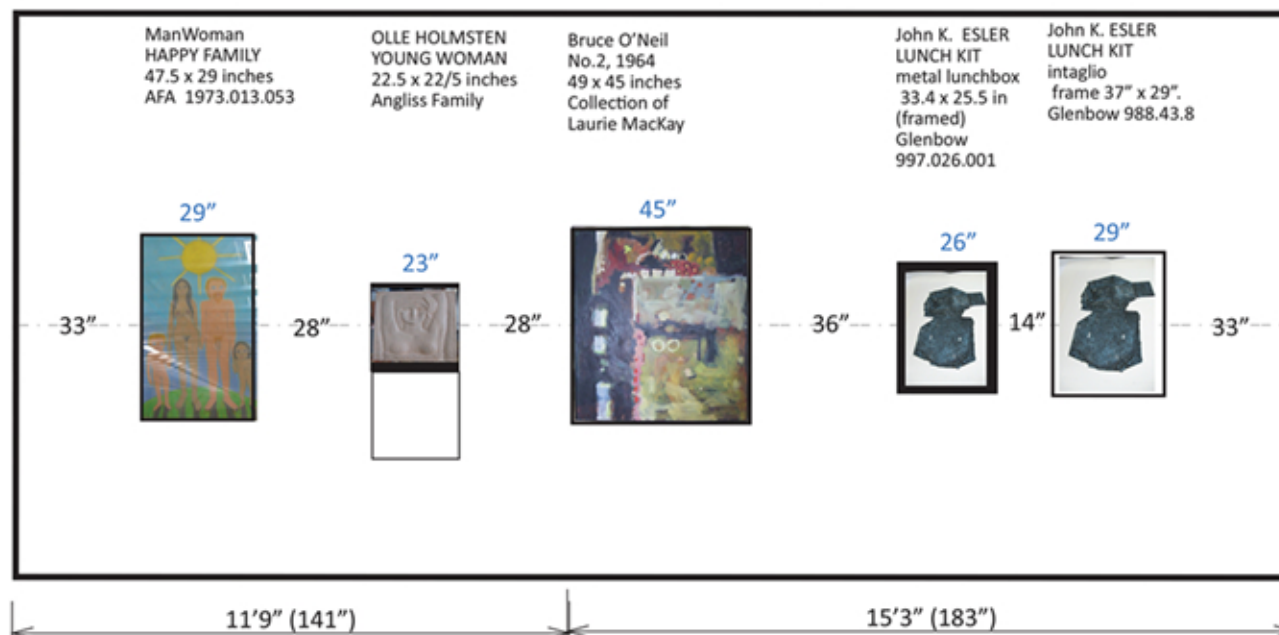 ManWoman
HAPPY FAMILY
47.5 x 29 inches
AFA 1973.013.053
OLLE HOLMSTEN
YOUNG WOMAN
22.5 x 22/5 inches
Angliss Family
Bruce O’Neil
No.2, 1964
49 x 45 inches
Collection of
Laurie MacKay
John K. ESLER
LUNCH KIT
metal lunchbox
33.4 x 25.5 in
(framed)
Glenbow
997.026.001
John K. ESLER
LUNCH KIT
intaglio
frame 37” x 29”.
Glenbow 988.43.8
29”
23”
45”
26”
29”
33”
28”
28”
36”
14”
33”
11’9” (141”)
15’3” (183”)